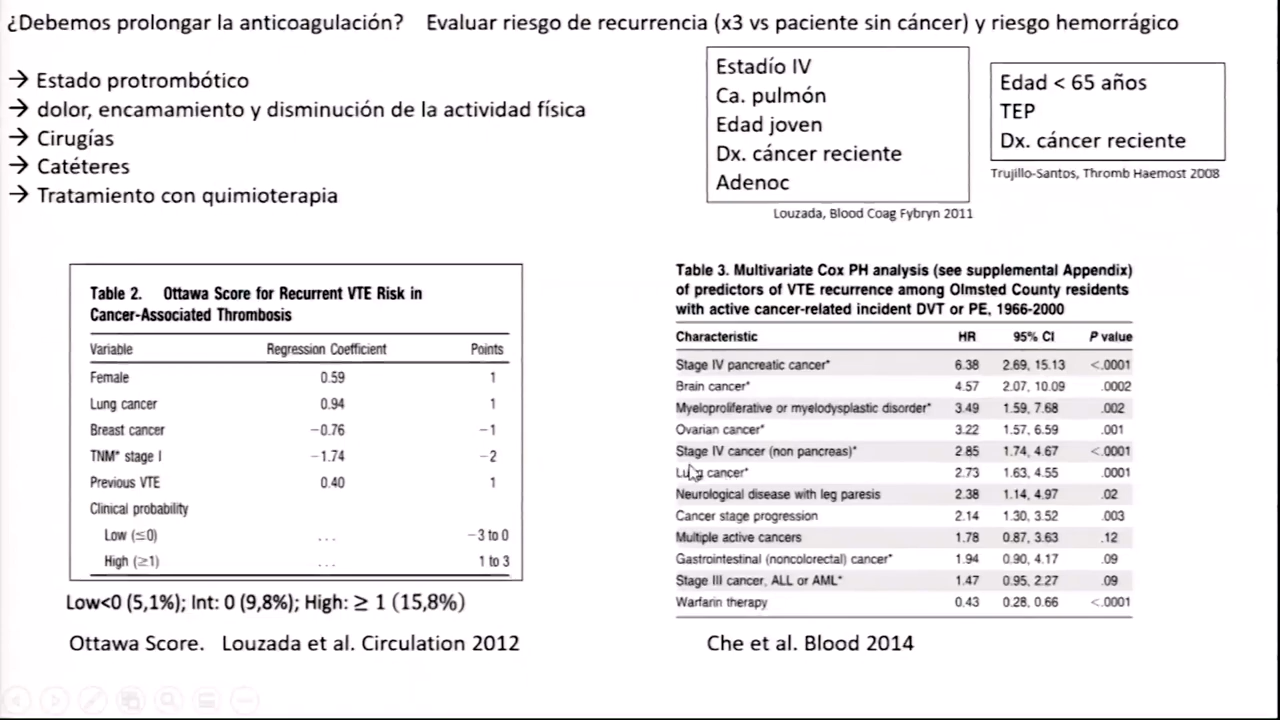 ¿Debemos prolongar la anticoagulación? Evaluar riesgo de recurrencia (x3 vs paciente sin cáncer) y riesgo hemorrágico
→ Estado protrombótico
→ dolor, encamamiento y disminución de la actividad física
→ Cirugías
→ Catéteres
→ Tratamiento con quimioterapia
Estadío IV
Ca. pulmón
Edad joven
Dx. cáncer reciente
Adenoc
Louzada, Blood Coag Fybryn 2011
Edad < 65 años
TEP
Dx. cáncer reciente
Trujillo-Santos, Thromb Haemost 2008
Table 2. Ottawa Score for Recurrent VTE Risk in
Cancer-Associated Thrombosis
Variable Regression Coefficient Points
Female 0.59 1
Lung cancer 0.94 1
Breast cancer −0.76 −1
TNM* stage I −1.74 −2
Previous VTE 0.40 1
Clinical probability
Low (≤0) ... −3 to 0
High (≥1) ... 1 to 3
Low<0 (5,1%); Int: 0 (9,8%); High: ≥ 1 (15,8%)
Ottawa Score. Louzada et al. Circulation 2012
Table 3. Multivariate Cox PH analysis (see supplemental Appendix)
of predictors of VTE recurrence among Olmsted County residents
with active cancer-related incident DVT or PE, 1966-2000
Characteristic HR 95% CI P value
Stage IV pancreatic cancer* 6.38 2.69, 15.13 <.0001
Brain cancer* 4.57 2.07, 10.09 .0002
Myeloproliferative or myelodysplastic disorder* 3.49 1.59, 7.68 .002
Ovarian cancer* 3.22 1.57, 6.59 .001
Stage IV cancer (non pancreas)* 2.85 1.74, 4.67 <.0001
Lung cancer* 2.73 1.63, 4.55 .0001
Neurological disease with leg paresis 2.38 1.14, 4.97 .02
Cancer stage progression 2.14 1.30, 3.52 .003
Multiple active cancers 1.78 0.87, 3.63 .12
Gastrointestinal (noncolorectal) cancer* 1.94 0.90, 4.17 .09
Stage III cancer, ALL or AML* 1.47 0.95, 2.27 .09
Warfarin therapy 0.43 0.28, 0.66 <.0001
Che et al. Blood 2014